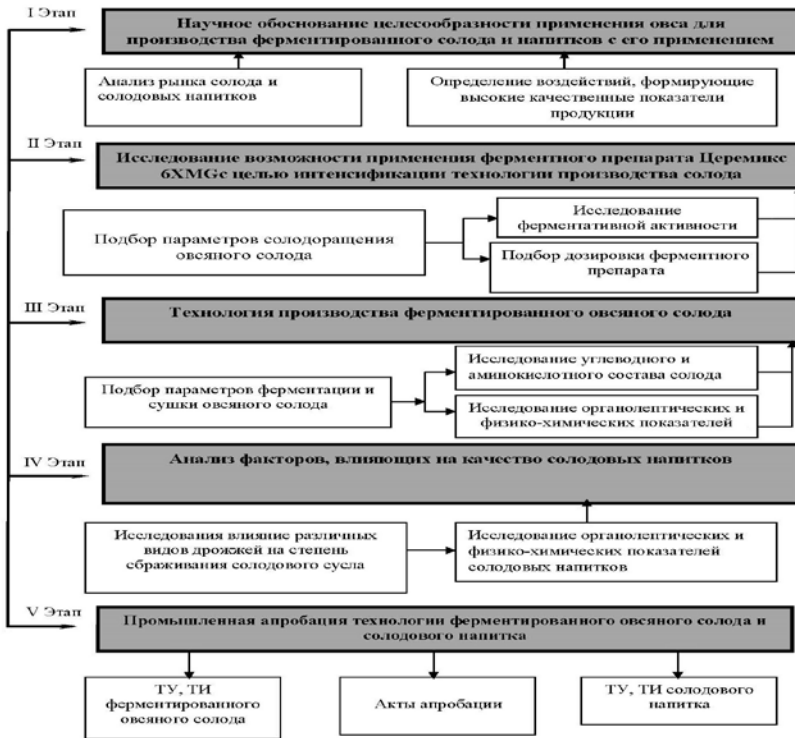 I Этап
Научное обоснование целесообразности применения овса для
производства ферментированного солода и напитков с его применением
Анализ рынка солода и
солодовых напитков
Определение воздействий, формирующие
высокие качественные показатели
продукции
II Этап
Исследование возможности применения ферментного препарата Церемикс
6XMGс целью интенсификации технологии производства солода
Подбор параметров солодоращения
овсяного солода
Исследование
ферментативной активности
Подбор дозировки ферментного
препарата
III Этап
Технология производства ферментированного овсяного солода
Подбор параметров ферментации и
сушки овсяного солода
Исследование углеводного и
аминокислотного состава солода
Исследование органолептических и
физико-химических показателей
IV Этап
Анализ факторов, влияющих на качество солодовых напитков
Исследования влияние различных
видов дрожжей на степень
сбраживания солодового сусла
Исследование органолептических и
физико-химических показателей
солодовых напитков
V Этап
Промышленная апробация технологии ферментированного овсяного солода и
солодового напитка
ТУ, ТИ
ферментированного
овсяного солода
Акты апробации
ТУ, ТИ солодового
напитка